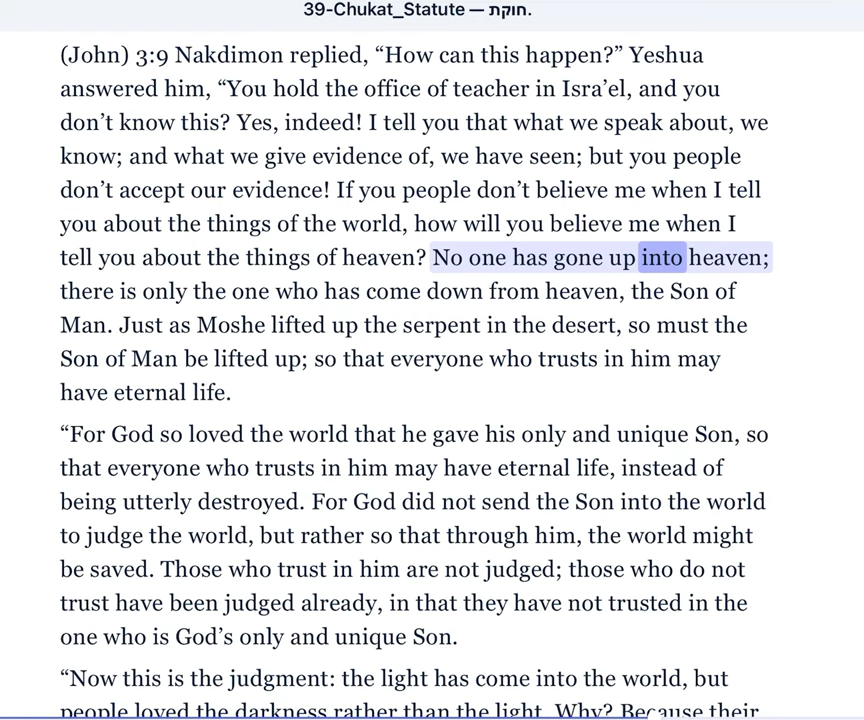 39-Chukat_Statute — חוקת.
(John) 3:9 Nakdimon replied, “How can this happen?” Yeshua
answered him, “You hold the office of teacher in Isra’el, and you
don’t know this? Yes, indeed! I tell you that what we speak about, we
know; and what we give evidence of, we have seen; but you people
don’t accept our evidence! If you people don’t believe me when I tell
you about the things of the world, how will you believe me when I
tell you about the things of heaven? No one has gone up into heaven;
there is only the one who has come down from heaven, the Son of
Man. Just as Moshe lifted up the serpent in the desert, so must the
Son of Man be lifted up; so that everyone who trusts in him may
have eternal life.
“For God so loved the world that he gave his only and unique Son, so
that everyone who trusts in him may have eternal life, instead of
being utterly destroyed. For God did not send the Son into the world
to judge the world, but rather so that through him, the world might
be saved. Those who trust in him are not judged; those who do not
trust have been judged already, in that they have not trusted in the
one who is God’s only and unique Son.
“Now this is the judgment: the light has come into the world, but
people loved the darkness rather than the light. Why? Because their